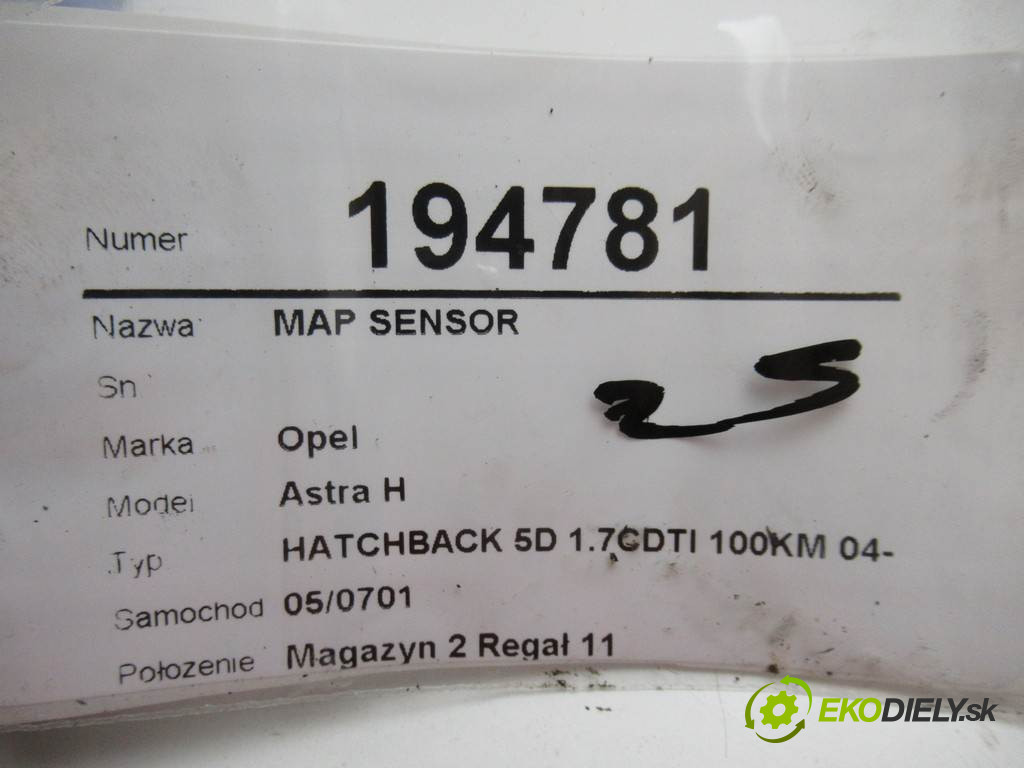 Numer 194781
Nazwa MAP SENSOR
Sn
25
Marka Opel
Model Astra H
Typ HATCHBACK 5D 1.7CDTI 100KM 04-
Samochod 05/0701
Położenie Magazyn 2 Regał 11
EKODIELY.sk